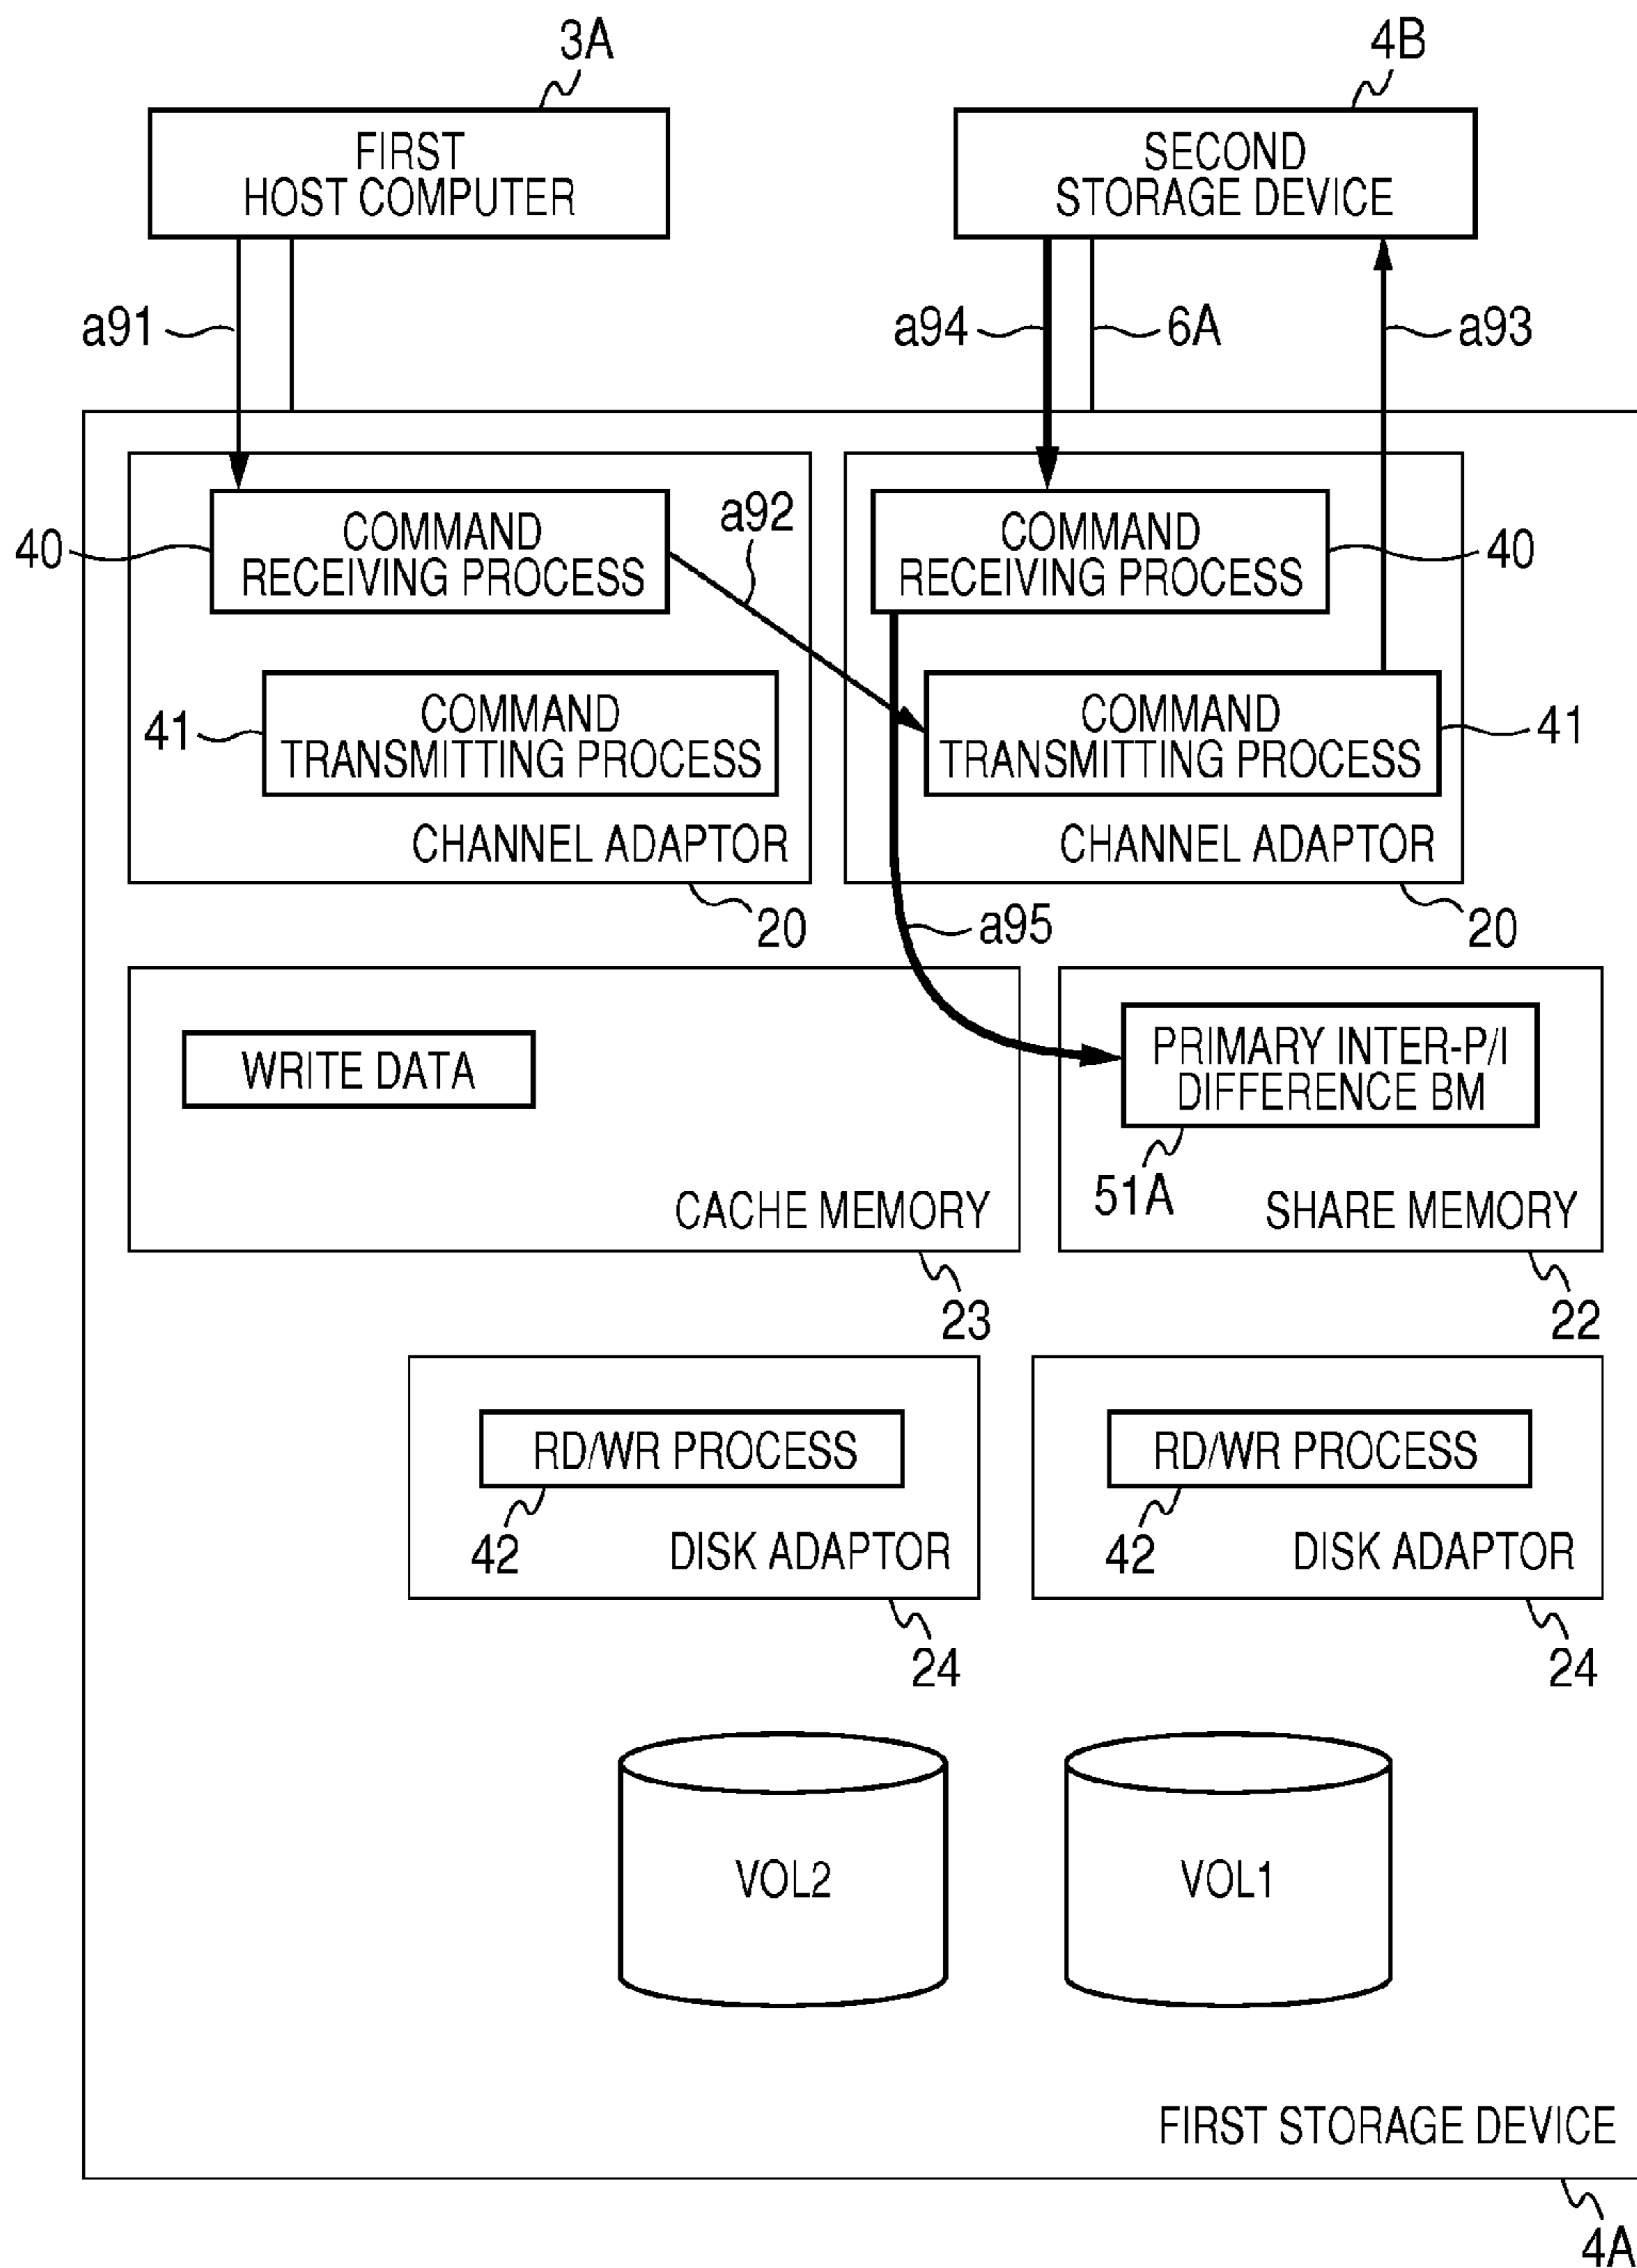 3A
4B
FIRST
HOST COMPUTER
SECOND
STORAGE DEVICE
a91
a94
6A
a93
COMMAND
RECEIVING PROCESS
a92
COMMAND
RECEIVING PROCESS
40
40
COMMAND
TRANSMITTING PROCESS
COMMAND
TRANSMITTING PROCESS
41
41
CHANNEL ADAPTOR
CHANNEL ADAPTOR
20
a95
20
WRITE DATA
PRIMARY INTER-P/I
DIFFERENCE BM
51A
CACHE MEMORY
SHARE MEMORY
23
22
RD/WR PROCESS
RD/WR PROCESS
42
DISK ADAPTOR
42
DISK ADAPTOR
24
24
VOL2
VOL1
FIRST STORAGE DEVICE
4A